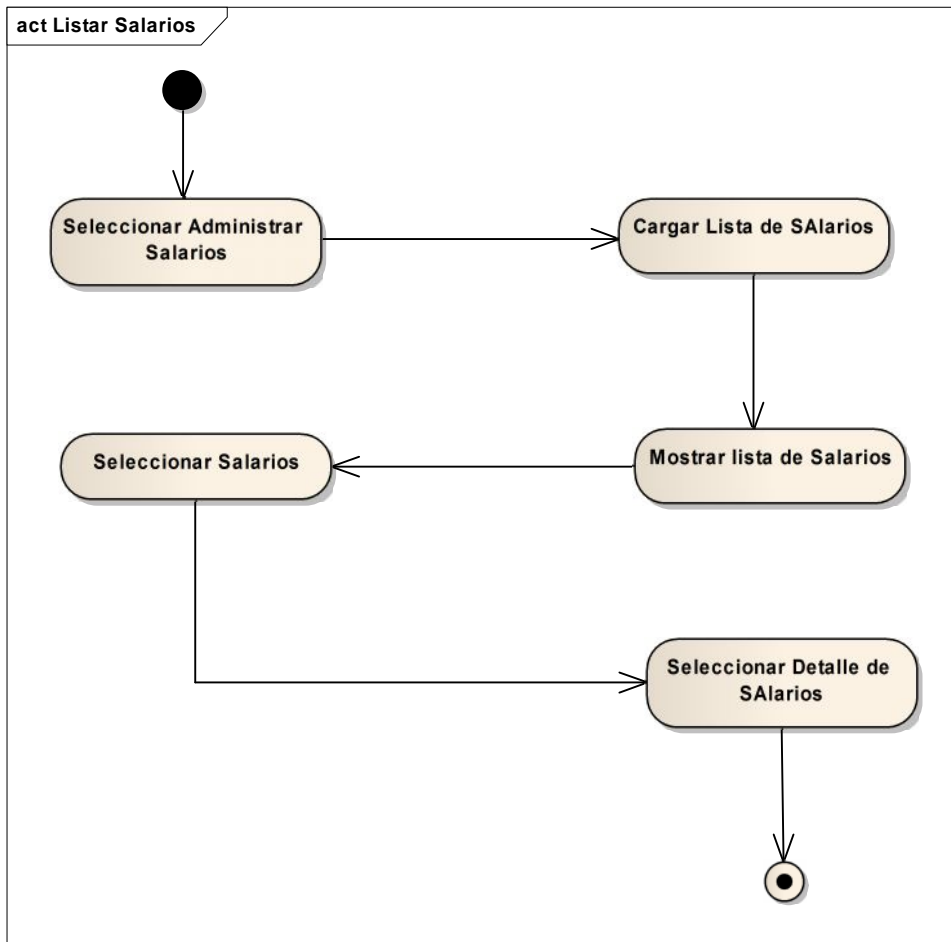 act Listar Salarios
Seleccionar Administrar
Salarios
Cargar Lista de SAlarios
Mostrar lista de Salarios
Seleccionar Salarios
Seleccionar Detalle de
SAlarios